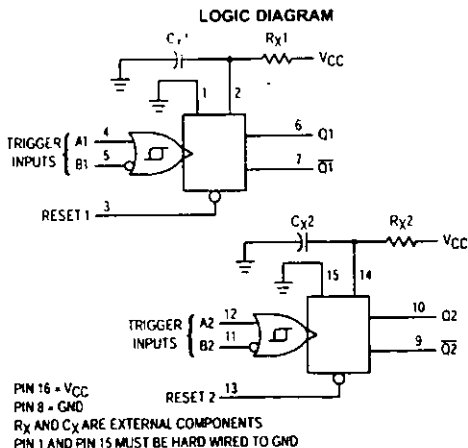 LOGIC DIAGRAM
RX1
VCC
1
2
TRIGGER INPUTS
A1
4
B1
5
6
Q1
7
Q1
RESET 1
3
CX2
RX2
VCC
15
14
TRIGGER INPUTS
A2
12
B2
11
10
Q2
9
Q2
RESET 2
13
PIN 16 = VCC
PIN 8 = GND
RX AND CX ARE EXTERNAL COMPONENTS
PIN 1 AND PIN 15 MUST BE HARD WIRED TO GND